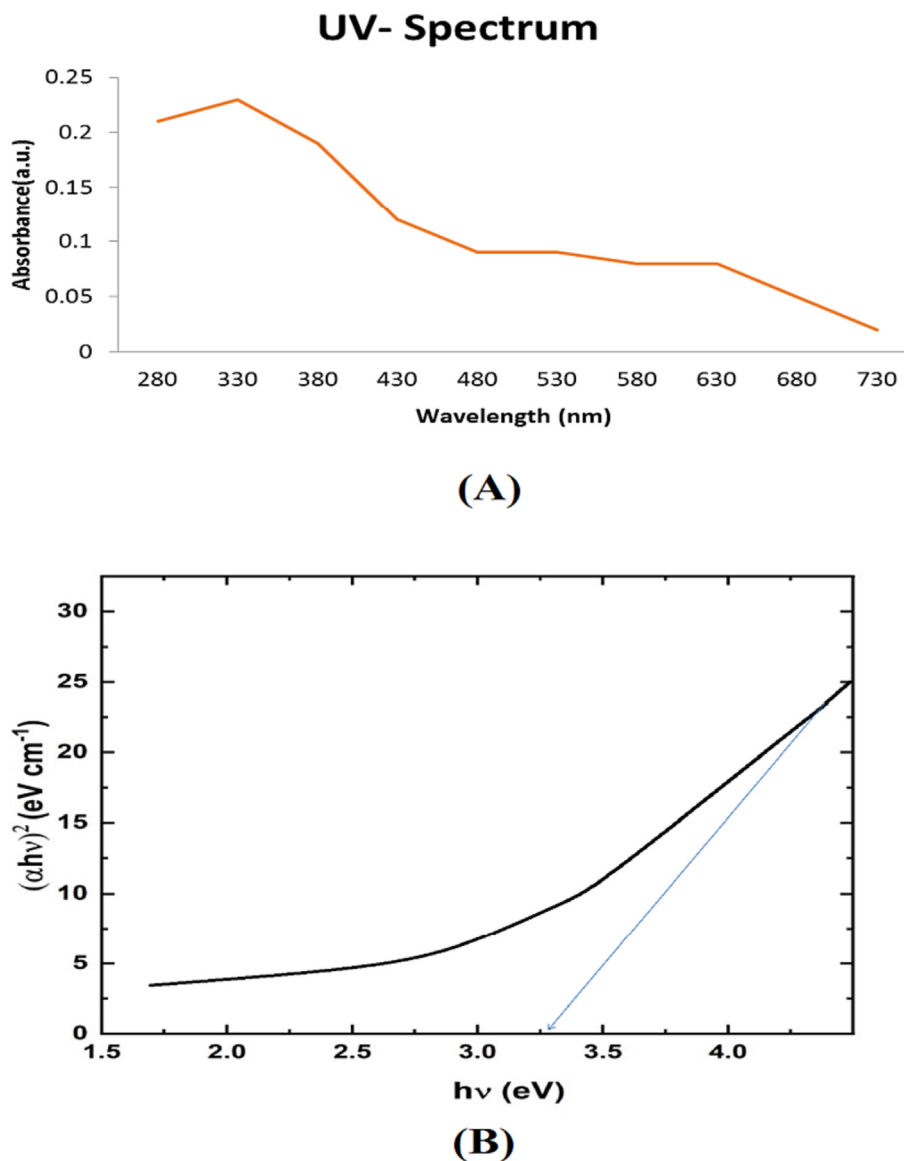 UV- Spectrum
Absorbance(a.u.)
0.25
0.2
0.15
0.1
0.05
0
280 330 380 430 480 530 580 630 680 730
Wavelength (nm)
(A)
(αhν)² (eV cm⁻¹)
30
25
20
15
10
5
0
1.5 2.0 2.5 3.0 3.5 4.0
hν (eV)
(B)